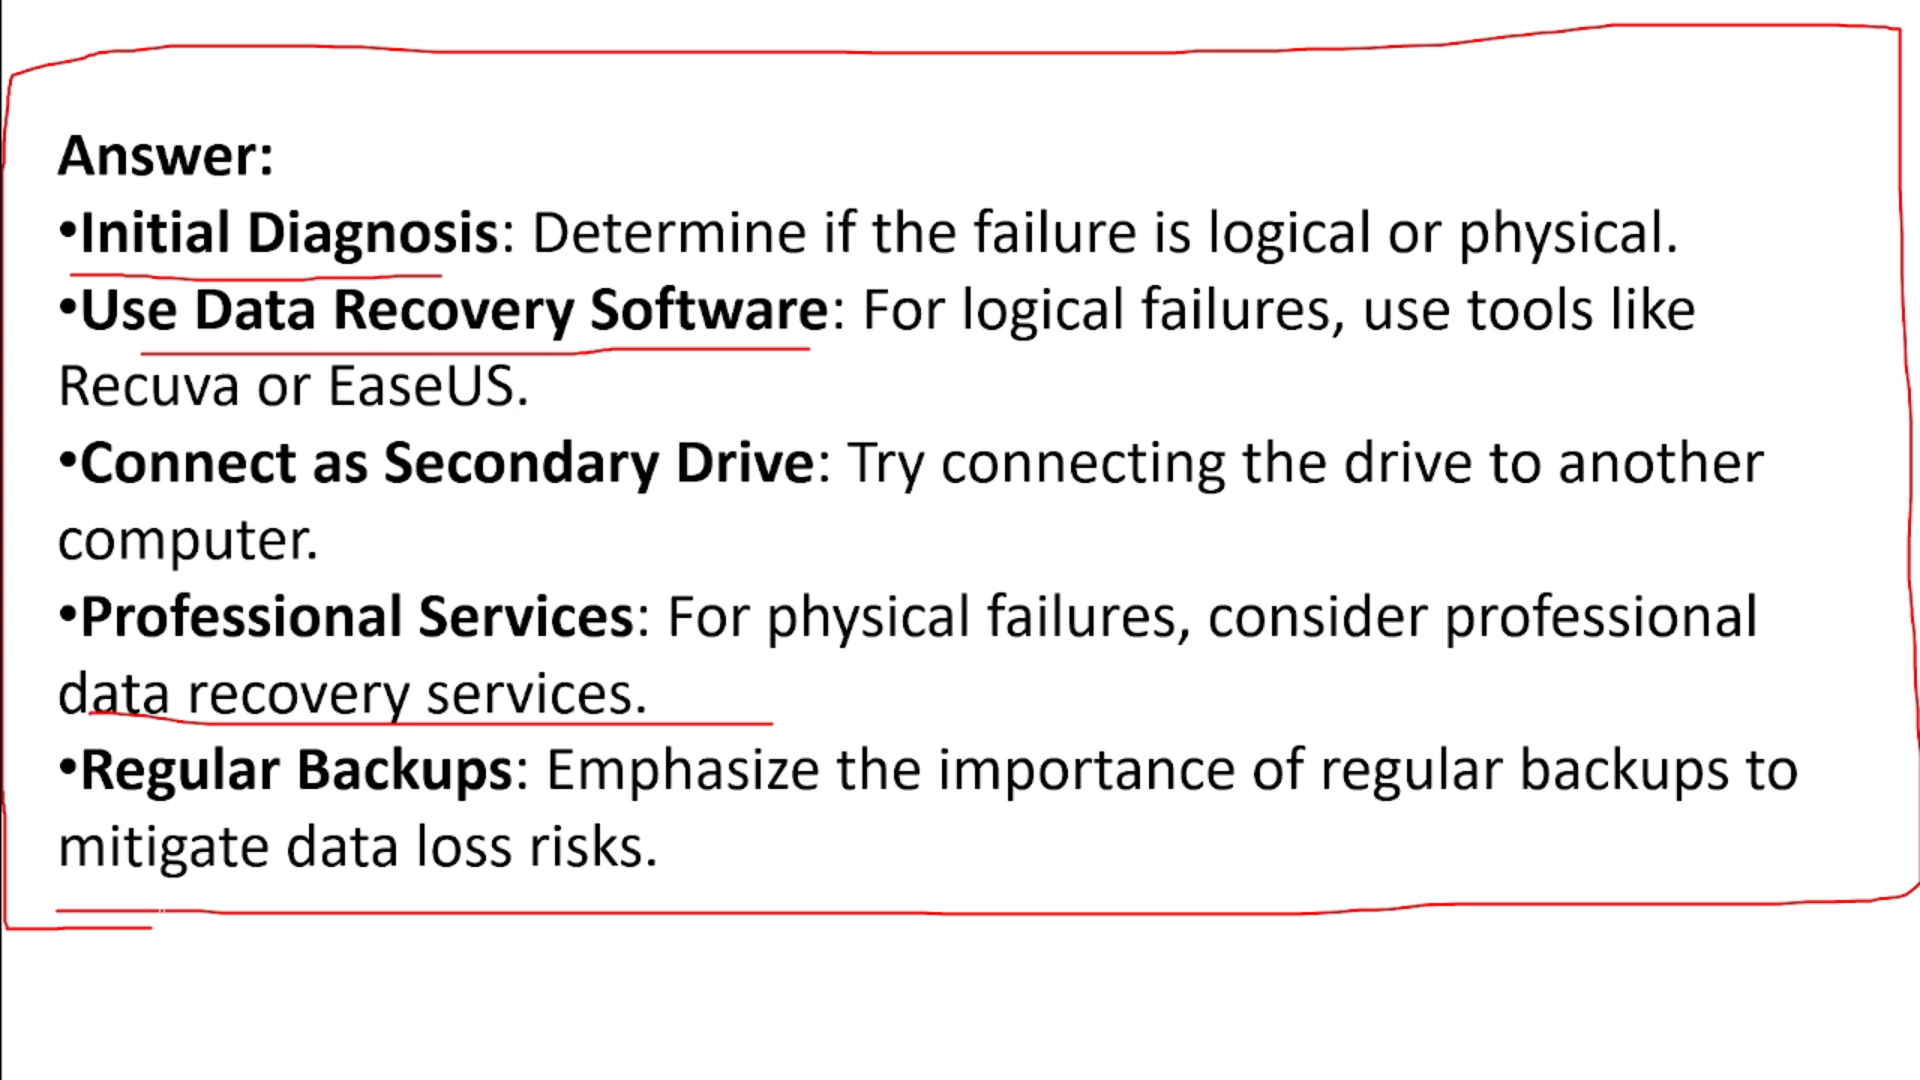 Answer:
•Initial Diagnosis: Determine if the failure is logical or physical.
•Use Data Recovery Software: For logical failures, use tools like
Recuva or EaseUS.
•Connect as Secondary Drive: Try connecting the drive to another
computer.
•Professional Services: For physical failures, consider professional
data recovery services.
•Regular Backups: Emphasize the importance of regular backups to
mitigate data loss risks.